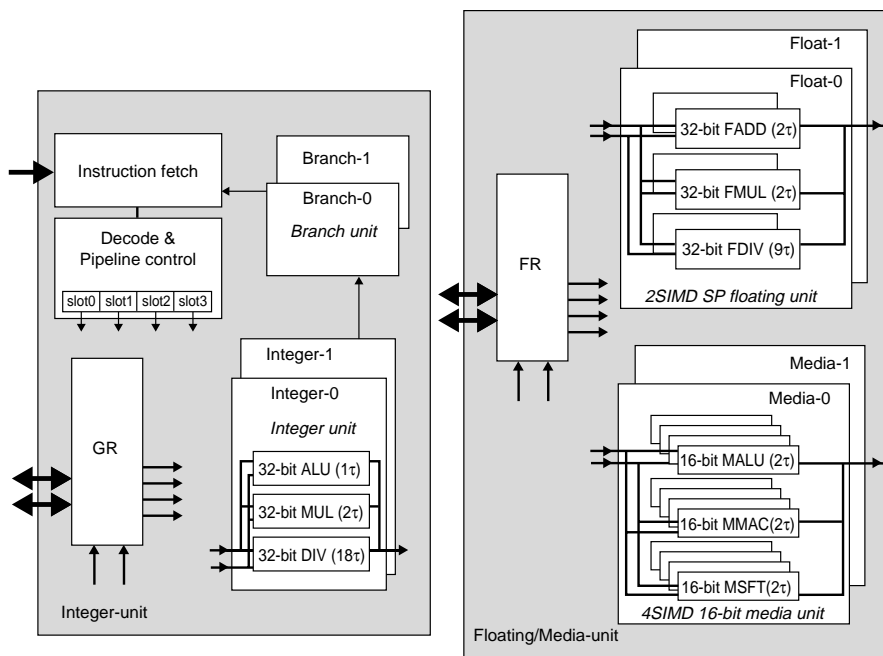 Instruction fetch
Branch-1
Branch-0
Branch unit
Decode &
Pipeline control
slot0 slot1 slot2 slot3
GR
Integer-1
Integer-0
Integer unit
32-bit ALU (1τ)
32-bit MUL (2τ)
32-bit DIV (18τ)
Integer-unit
FR
Float-1
Float-0
32-bit FADD (2τ)
32-bit FMUL (2τ)
32-bit FDIV (9τ)
2SIMD SP floating unit
Media-1
Media-0
16-bit MALU (2τ)
16-bit MMAC(2τ)
16-bit MSFT(2τ)
4SIMD 16-bit media unit
Floating/Media-unit